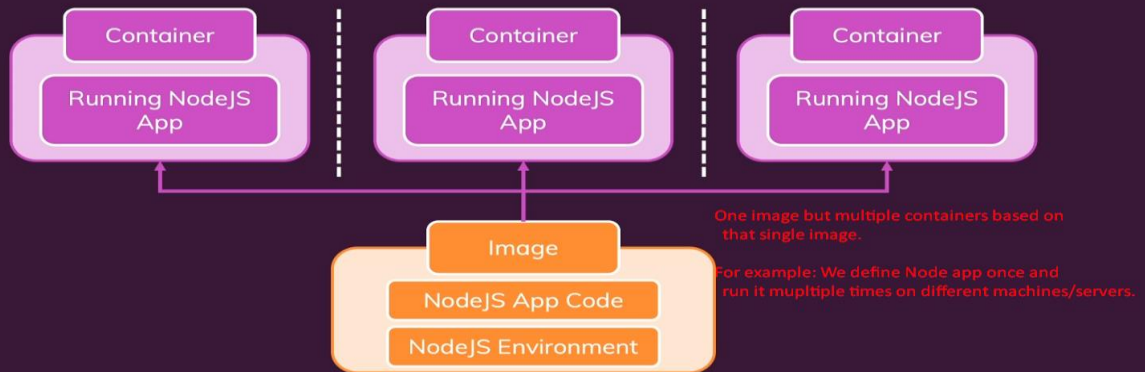 Container
Container
Container
Running NodeJS
App
Running NodeJS
App
Running NodeJS
App
One image but multiple containers based on
that single image.
Image
For example: We define Node app once and
run it mupltiple times on different machines/servers.
NodeJS App Code
NodeJS Environment